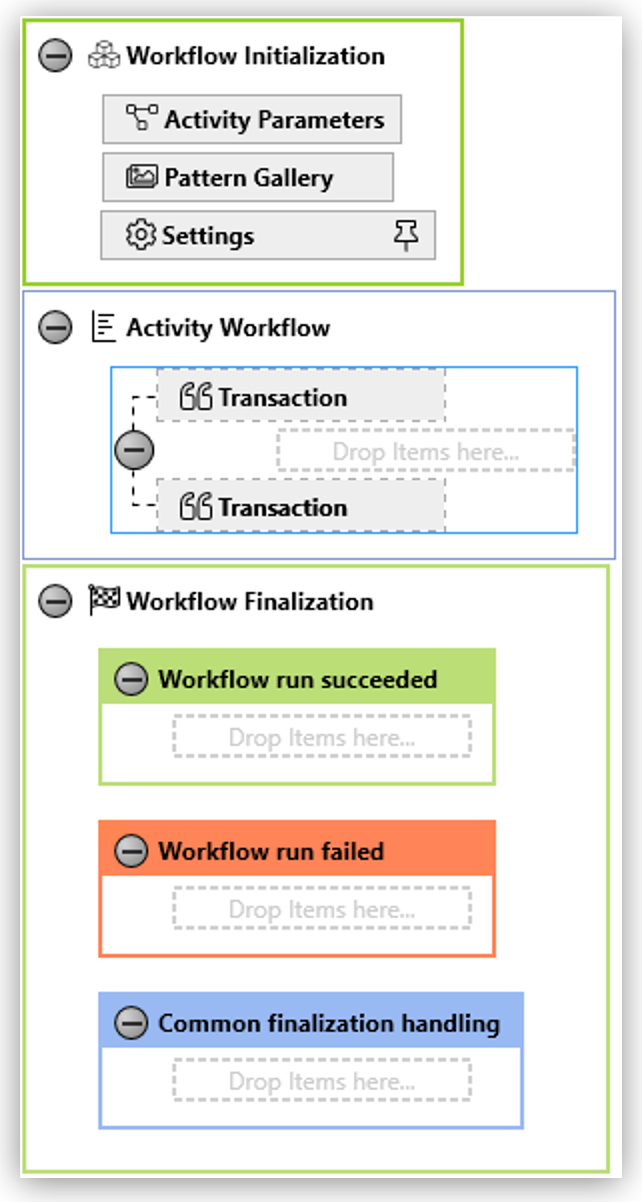 Workflow Initialization
Activity Parameters
Pattern Gallery
Settings
Activity Workflow
Transaction
Drop Items here...
Transaction
Workflow Finalization
Workflow run succeeded
Drop Items here...
Workflow run failed
Drop Items here...
Common finalization handling
Drop Items here...